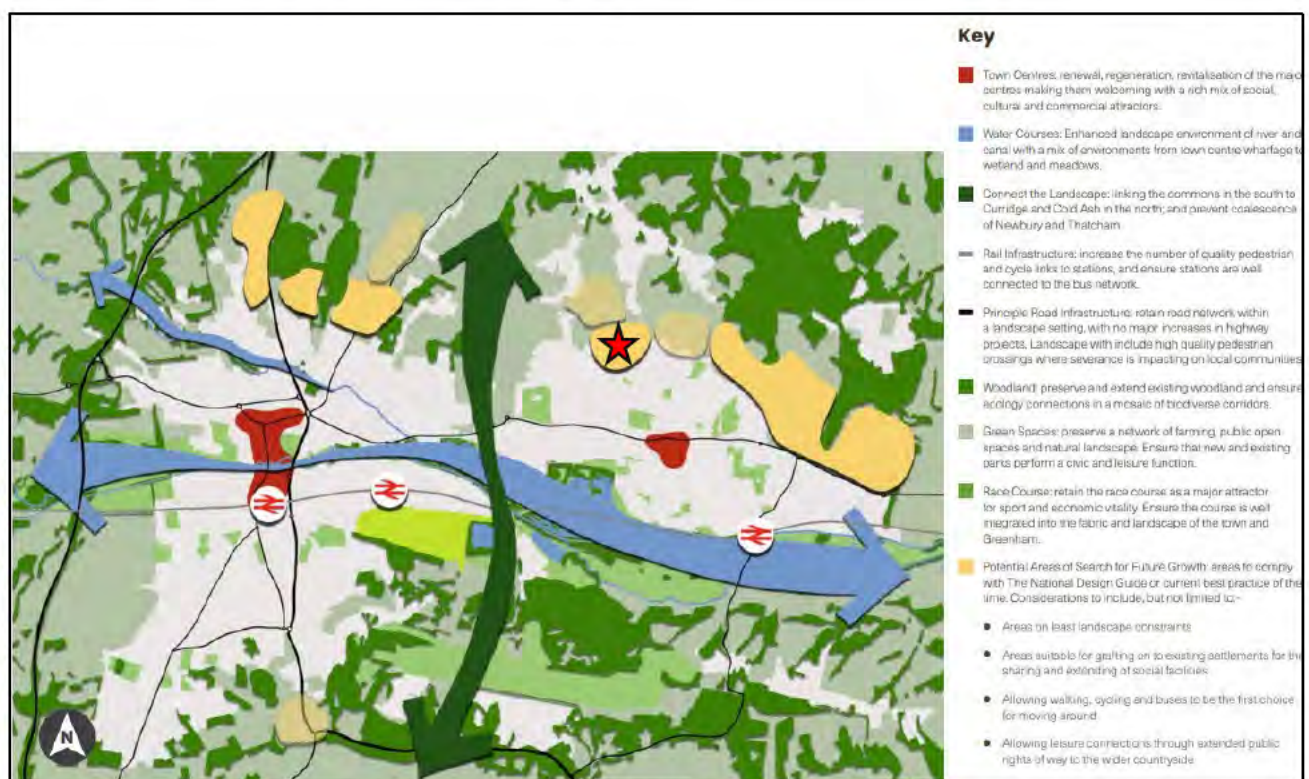 Key
Town Centres: renewal, regeneration, revitalisation of the major
centres making them welcoming with a rich mix of social,
cultural and commercial attractors.
Water Courses: Enhanced landscape environment of river and
canal with a mix of environments from town centre wharfage to
wetland and meadows.
Connect the Landscape: linking the commons in the south to
Curridge and Cold Ash in the north; and prevent coalescence
of Newbury and Thatcham.
Rail Infrastructure: increase the number of quality pedestrian
and cycle links to stations, and ensure stations are well
connected to the bus network.
Principle Road Infrastructure: retain road network within
a landscape setting, with no major increases in highway
projects. Landscape with include high quality pedestrian
crossings where severance is impacting on local communities
Woodland: preserve and extend existing woodland and ensure
ecology connections in a mosaic of biodiverse corridors.
Green Spaces: preserve a network of farming, public open
spaces and natural landscape. Ensure that new and existing
parks perform a civic and leisure function.
Race Course: retain the race course as a major attractor
for sport and economic vitality. Ensure the course is well
integrated into the fabric and landscape of the town and
Greenham.
Potential Areas of Search for Future Growth: areas to comply
with The National Design Guide or current best practice of the
time. Considerations to include, but not limited to:-
Areas on least landscape constraints
Areas suitable for grafting on to existing settlements for the
sharing and extending of social facilities
Allowing walking, cycling and buses to be the first choice
for moving around
Allowing leisure connections through extended public
rights of way to the wider countryside
N